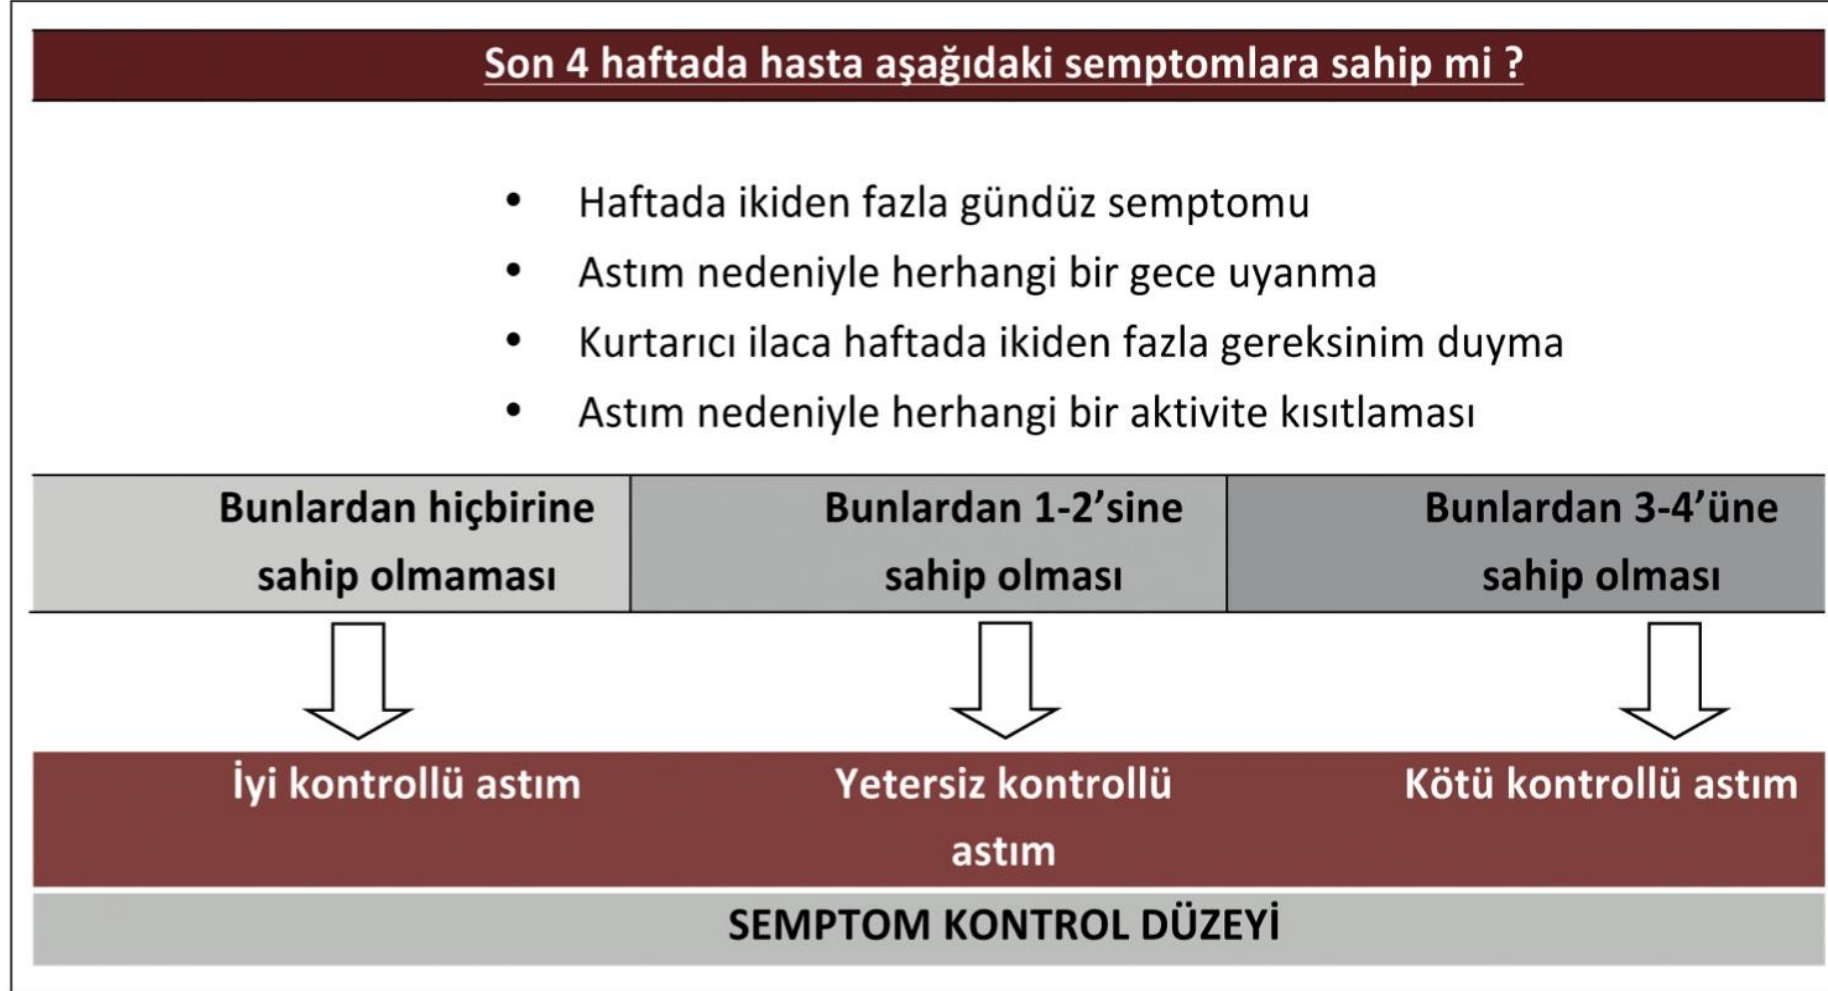 Son 4 haftada hasta aşağıdaki semptomlara sahip mi ?
• Haftada ikiden fazla gündüz semptomu
• Astım nedeniyle herhangi bir gece uyanma
• Kurtarıcı ilaca haftada ikiden fazla gereksinim duyma
• Astım nedeniyle herhangi bir aktivite kısıtlaması
Bunlardan hiçbirine
sahip olmaması
Bunlardan 1-2’sine
sahip olması
Bunlardan 3-4’üne
sahip olması
İyi kontrollü astım
Yetersiz kontrollü
astım
Kötü kontrollü astım
SEMPTOM KONTROL DÜZEYİ